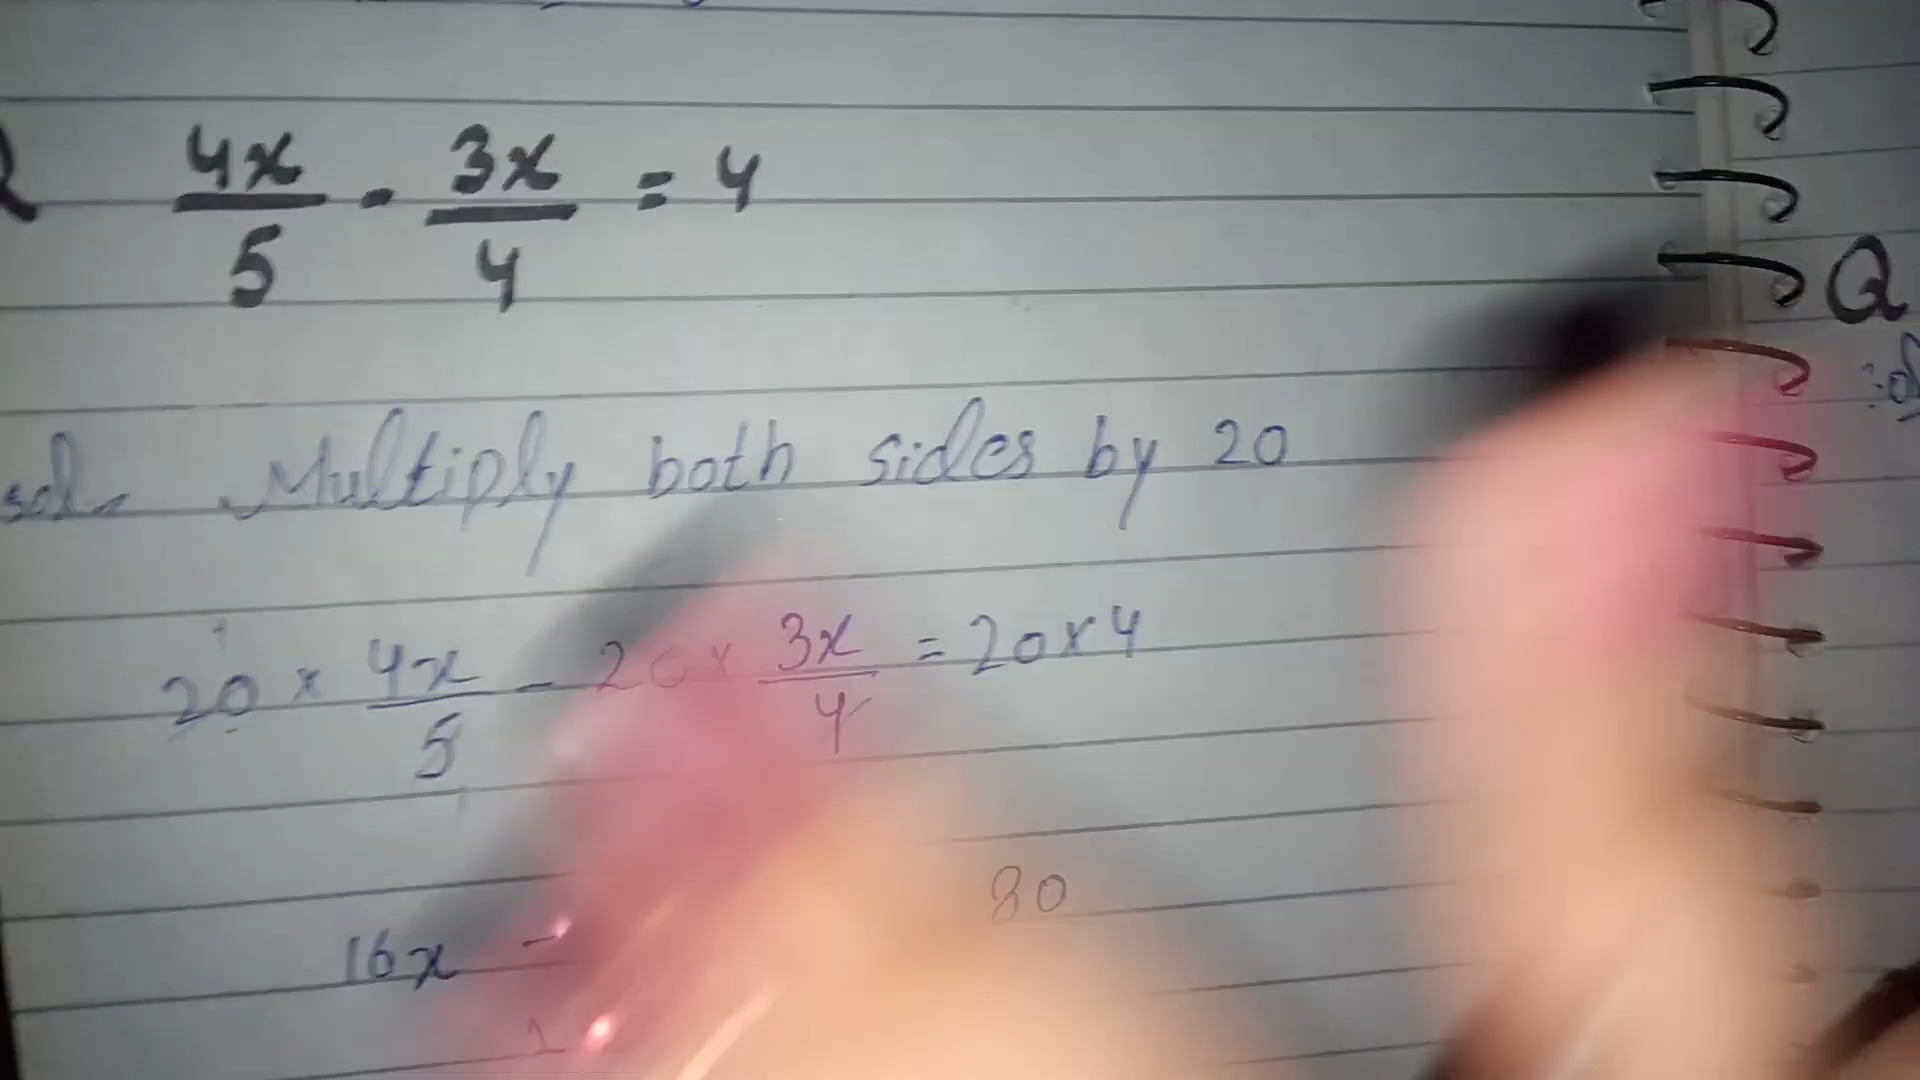 4x/5 - 3x/4 = 4
Q
sol. Multiply both sides by 20
20 × 4x/5 - 20 × 3x/4 = 20 × 4
16x - 80